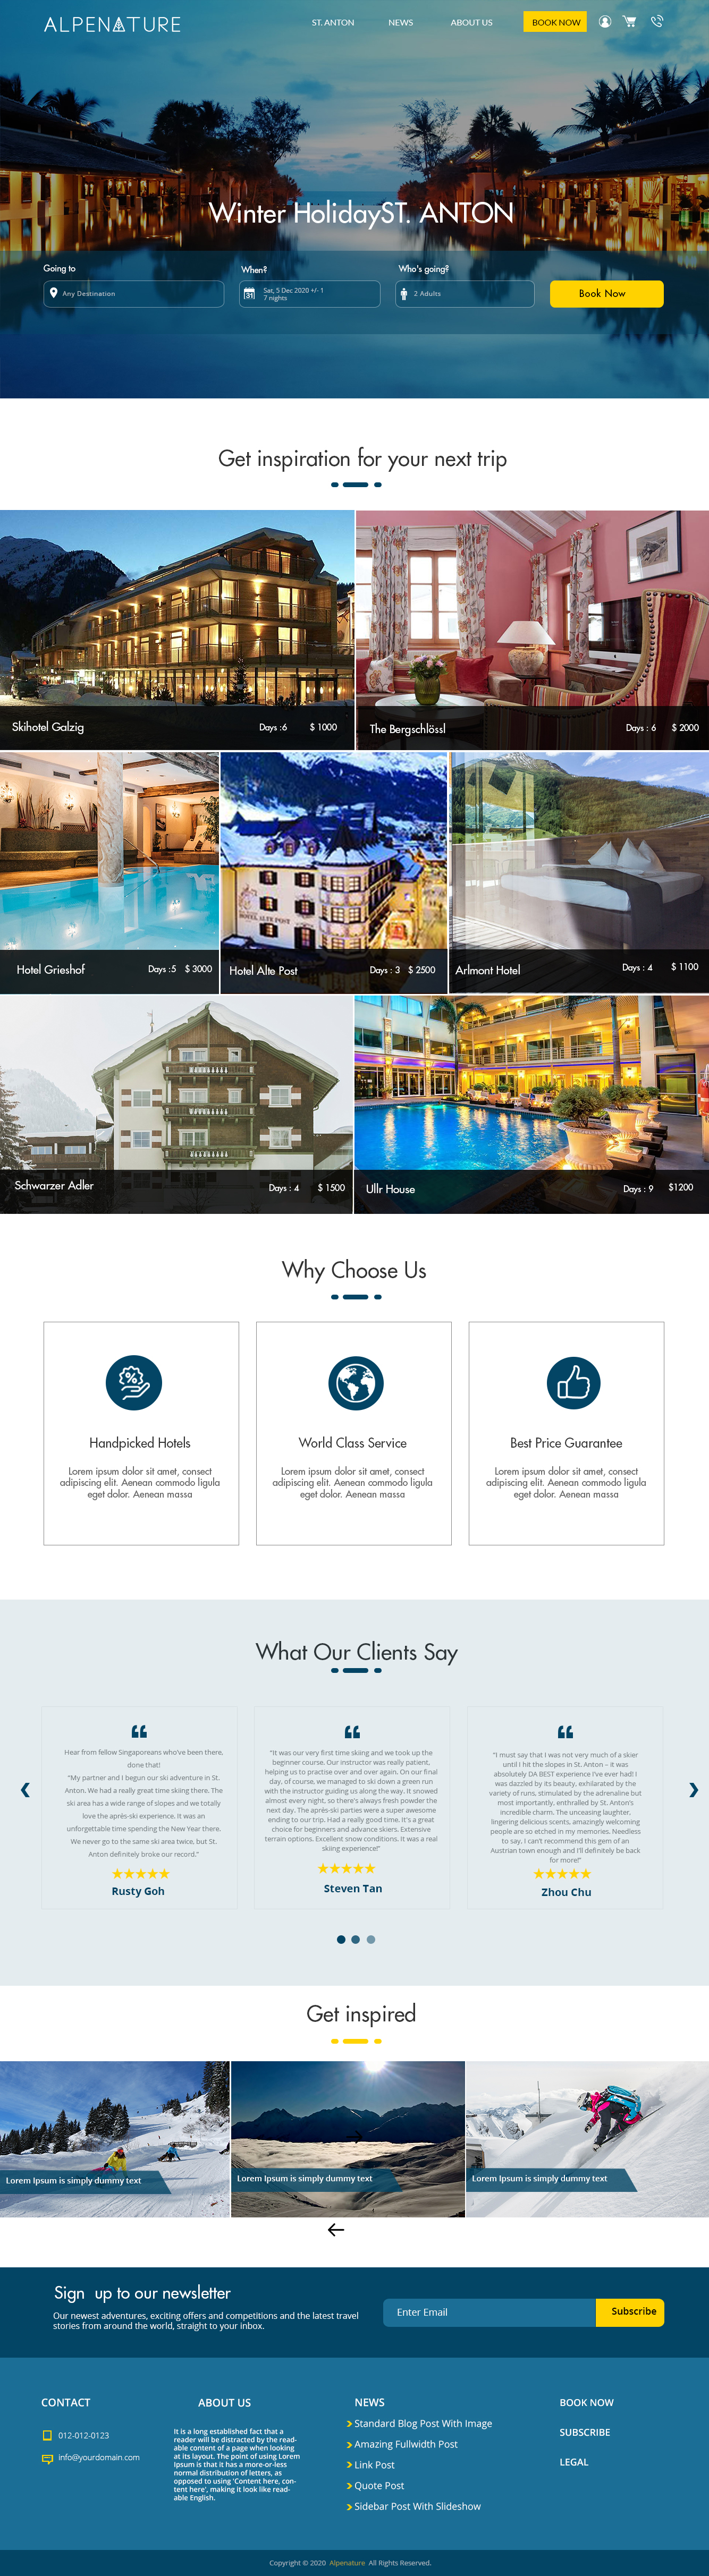 ALPENATURE
ST. ANTON NEWS ABOUT US BOOK NOW
Winter HolidayST. ANTON
Going to When? Who's going?
Any Destination
Sat, 5 Dec 2020 +/- 1
7 nights
31
2 Adults
Book Now
Get inspiration for your next trip
Skihotel Galzig Days :6 $ 1000
The Bergschlössl Days : 6 $ 2000
HOTEL ALTE POST
Hotel Grieshof Days :5 $ 3000
Hotel Alte Post Days : 3 $ 2500
Arlmont Hotel Days : 4 $ 1100
Schwarzer Adler Days : 4 $ 1500
Ullr House Days : 9 $1200
Why Choose Us
%
Handpicked Hotels
Lorem ipsum dolor sit amet, consect
adipiscing elit. Aenean commodo ligula
eget dolor. Aenean massa
World Class Service
Lorem ipsum dolor sit amet, consect
adipiscing elit. Aenean commodo ligula
eget dolor. Aenean massa
Best Price Guarantee
Lorem ipsum dolor sit amet, consect
adipiscing elit. Aenean commodo ligula
eget dolor. Aenean massa
What Our Clients Say
Hear from fellow Singaporeans who've been there,
done that!
"My partner and I begun our ski adventure in St.
Anton. We had a really great time skiing there. The
ski area has a wide range of slopes and we totally
love the après-ski experience. It was an
unforgettable time spending the New Year there.
We never go to the same ski area twice, but St.
Anton definitely broke our record."
Rusty Goh
"It was our very first time skiing and we took up the
beginner course. Our instructor was really patient,
helping us to practise over and over again. On our final
day, of course, we managed to ski down a green run
with the instructor guiding us along the way. It snowed
almost every night, so there's always fresh powder the
next day. The après-ski parties were a super awesome
ending to our trip. Had a really good time. It's a great
choice for beginners and advance skiers. Extensive
terrain options. Excellent snow conditions. It was a real
skiing experience!"
Steven Tan
"I must say that I was not very much of a skier
until I hit the slopes in St. Anton – it was
absolutely DA BEST experience I've ever had! I
was dazzled by its beauty, exhilarated by the
variety of runs, stimulated by the adrenaline but
most importantly, enthralled by St. Anton's
incredible charm. The unceasing laughter,
lingering delicious scents, amazingly welcoming
people are so etched in my memories. Needless
to say, I can't recommend this gem of an
Austrian town enough and I'll definitely be back
for more!"
Zhou Chu
Get inspired
Lorem Ipsum is simply dummy text
Lorem Ipsum is simply dummy text
Lorem Ipsum is simply dummy text
Sign up to our newsletter
Our newest adventures, exciting offers and competitions and the latest travel
stories from around the world, straight to your inbox.
Enter Email
Subscribe
CONTACT
012-012-0123
info@yourdomain.com
ABOUT US
It is a long established fact that a
reader will be distracted by the read-
able content of a page when looking
at its layout. The point of using Lorem
Ipsum is that it has a more-or-less
normal distribution of letters, as
opposed to using 'Content here, con-
tent here', making it look like read-
able English.
NEWS
Standard Blog Post With Image
Amazing Fullwidth Post
Link Post
Quote Post
Sidebar Post With Slideshow
BOOK NOW
SUBSCRIBE
LEGAL
Copyright © 2020 Alpenature All Rights Reserved.